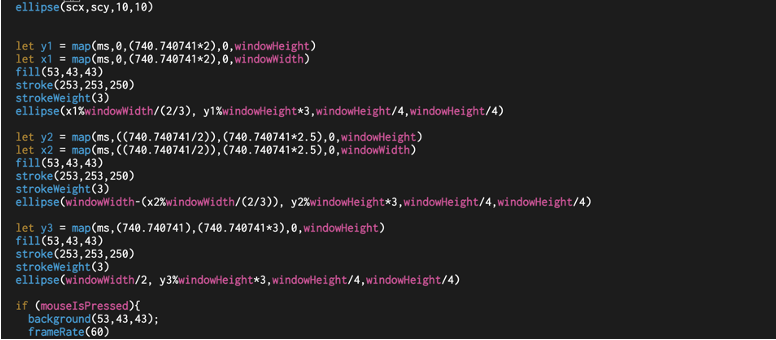 ellipse(scx,scy,10,10)
let y1 = map(ms,0,(740.740741*2),0,windowHeight)
let x1 = map(ms,0,(740.740741*2),0,windowWidth)
fill(53,43,43)
stroke(253,253,250)
strokeWeight(3)
ellipse(x1%windowWidth/(2/3), y1%windowHeight*3,windowHeight/4,windowHeight/4)
let y2 = map(ms,((740.740741/2)),(740.740741*2.5),0,windowHeight)
let x2 = map(ms,((740.740741/2)),(740.740741*2.5),0,windowWidth)
fill(53,43,43)
stroke(253,253,250)
strokeWeight(3)
ellipse(windowWidth-(x2%windowWidth/(2/3)), y2%windowHeight*3,windowHeight/4,windowHeight/4)
let y3 = map(ms,(740.740741),(740.740741*3),0,windowHeight)
fill(53,43,43)
stroke(253,253,250)
strokeWeight(3)
ellipse(windowWidth/2, y3%windowHeight*3,windowHeight/4,windowHeight/4)
if (mouseIsPressed){
background(53,43,43);
frameRate(60)